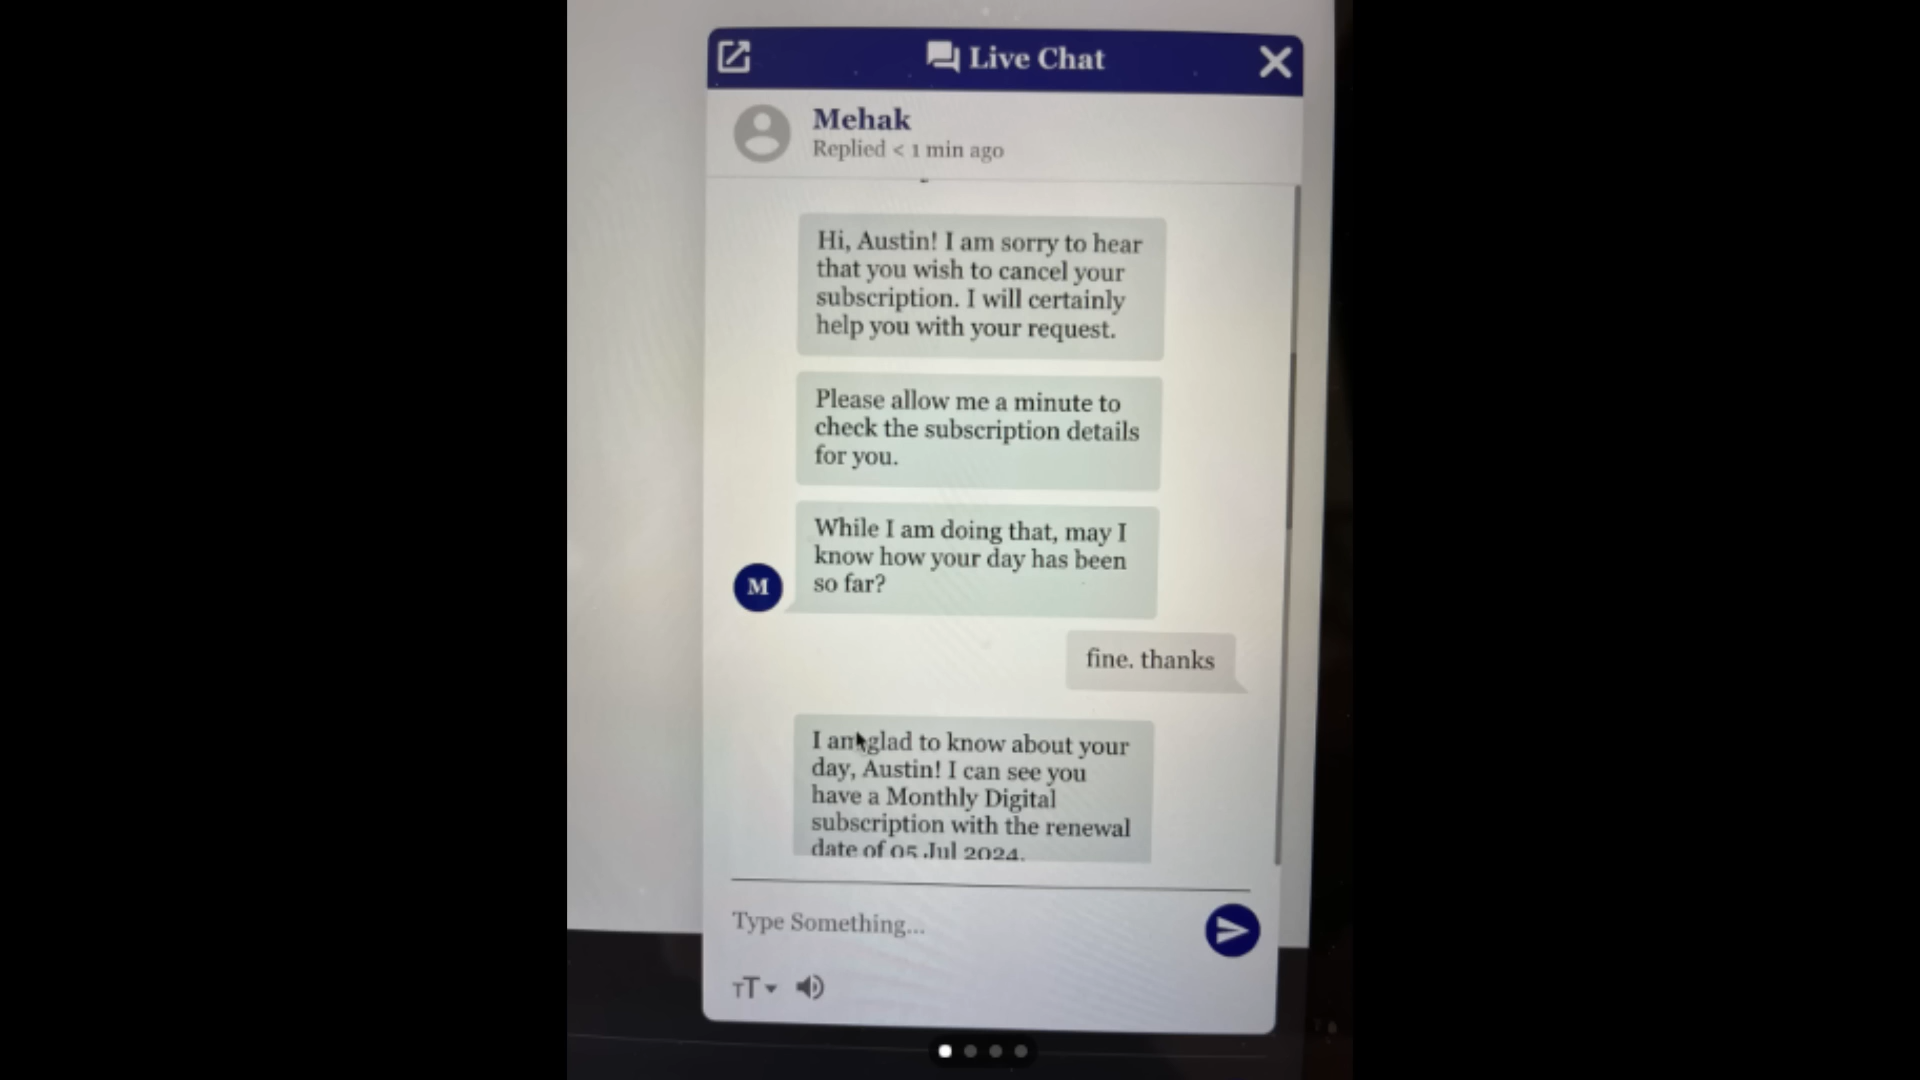 Live Chat
Mehak
Replied < 1 min ago
Hi, Austin! I am sorry to hear
that you wish to cancel your
subscription. I will certainly
help you with your request.
Please allow me a minute to
check the subscription details
for you.
While I am doing that, may I
know how your day has been
so far?
M
fine. thanks
I am glad to know about your
day, Austin! I can see you
have a Monthly Digital
subscription with the renewal
date of 05 Jul 2024.
Type Something...
TT